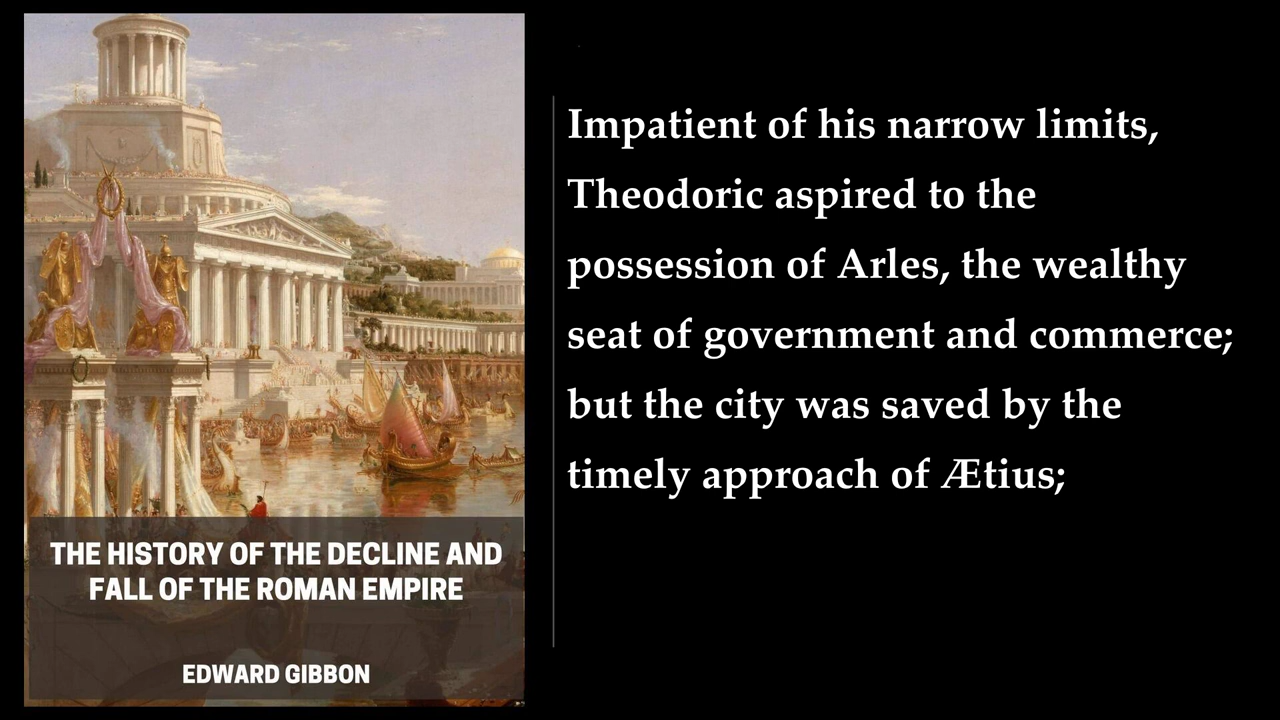 THE HISTORY OF THE DECLINE AND
FALL OF THE ROMAN EMPIRE
EDWARD GIBBON
Impatient of his narrow limits,
Theodoric aspired to the
possession of Arles, the wealthy
seat of government and commerce;
but the city was saved by the
timely approach of Ætius;